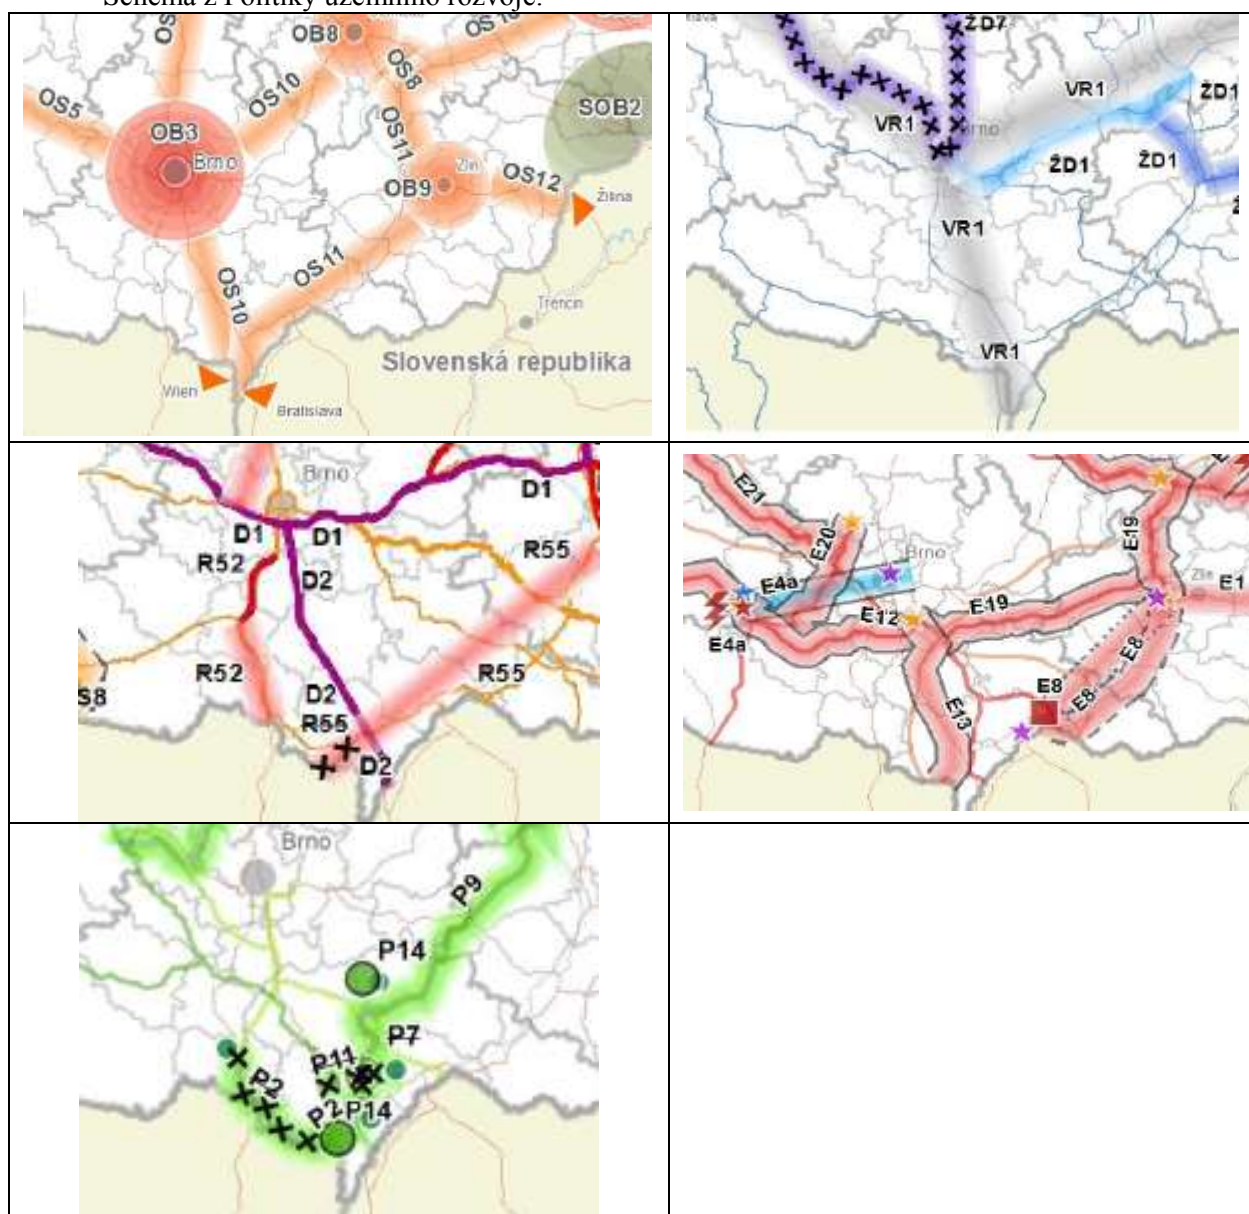 Schéma z Politiky územního rozvoje:
OS
OB8
OS8
OS10
OS5
OS10
OB3
Brno
OS11
SOB2
Zlín
OB9
OS12
Žilina
OS11
OS10
Trenčín
Slovenská republika
Wien
Bratislava
ŽD7
VR1
ŽD1
VR1
Brno
ŽD1
ŽD1
VR1
VR1
Brno
D1
D1
D1
R52
D2
R55
R52
R55
S8
D2
R55
D2
E21
E20
Brno
E19
E4a
E12
E19
Zlín
E1
E4a
E8
E8
E8
E13
Brno
P9
P14
P7
P11
P2
P2
P14